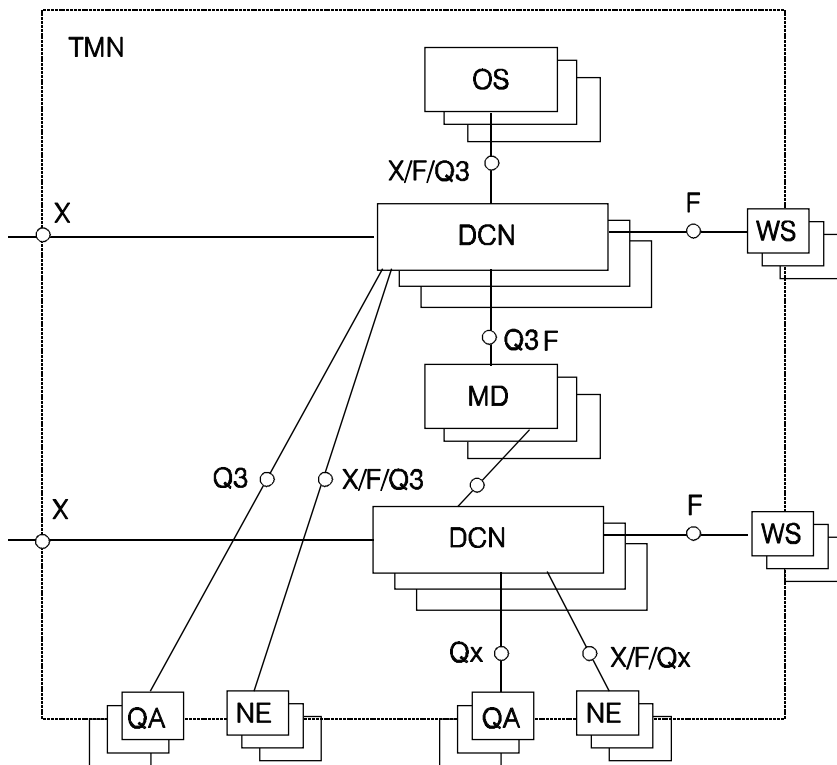 TMN
OS
X/F/Q3
X
F
DCN
WS
Q3 F
MD
Q3
X/F/Q3
X
F
DCN
WS
Qx
X/F/Qx
QA
NE
QA
NE